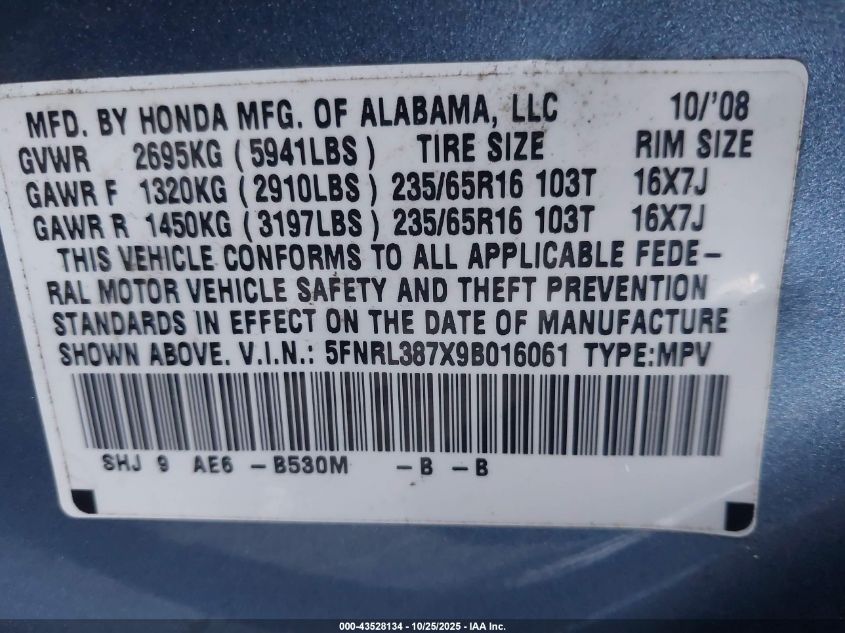 MFD. BY HONDA MFG. OF ALABAMA, LLC 10/'08
GVWR 2695KG (5941LBS) TIRE SIZE RIM SIZE
GAWR F 1320KG (2910LBS) 235/65R16 103T 16X7J
GAWR R 1450KG (3197LBS) 235/65R16 103T 16X7J
THIS VEHICLE CONFORMS TO ALL APPLICABLE FEDE-
RAL MOTOR VEHICLE SAFETY AND THEFT PREVENTION
STANDARDS IN EFFECT ON THE DATE OF MANUFACTURE
SHOWN ABOVE. V.I.N.: 5FNRL387X9B016061 TYPE:MPV
SHJ 9 AE6 -B530M -B -B
000-43528134 - 10/25/2025 - IAA Inc.